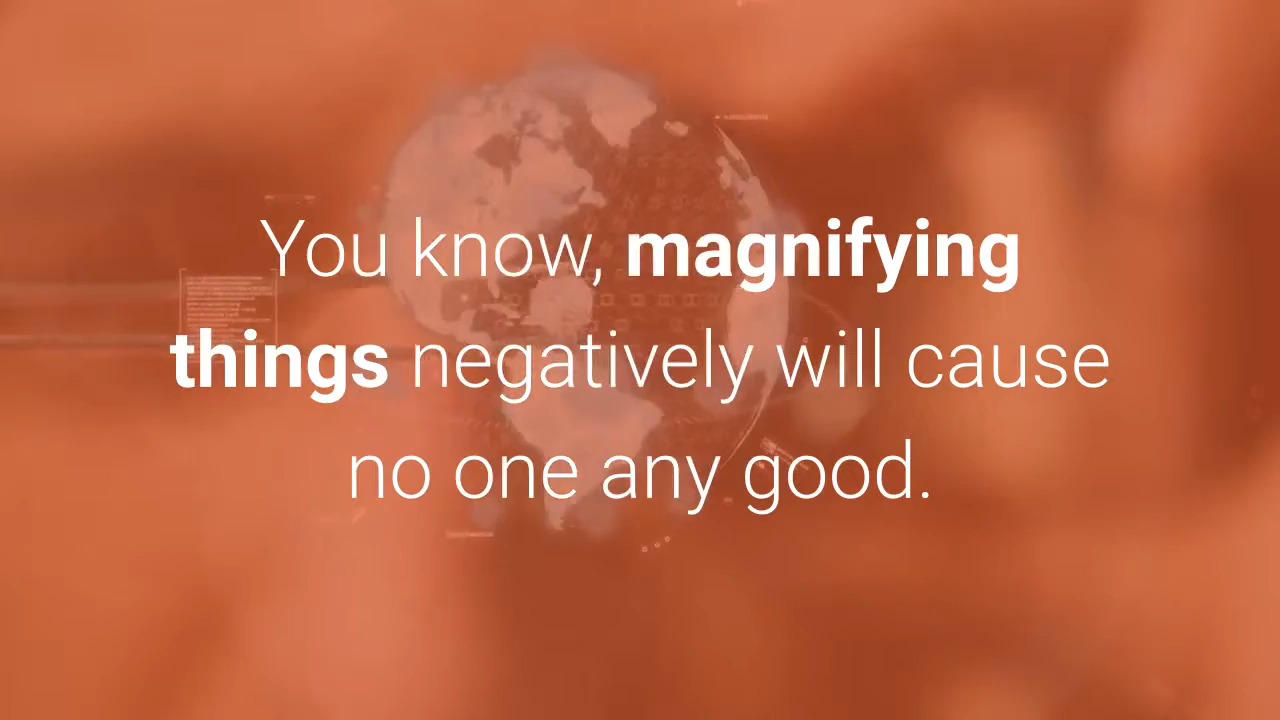 You know, magnifying
things negatively will cause
no one any good.